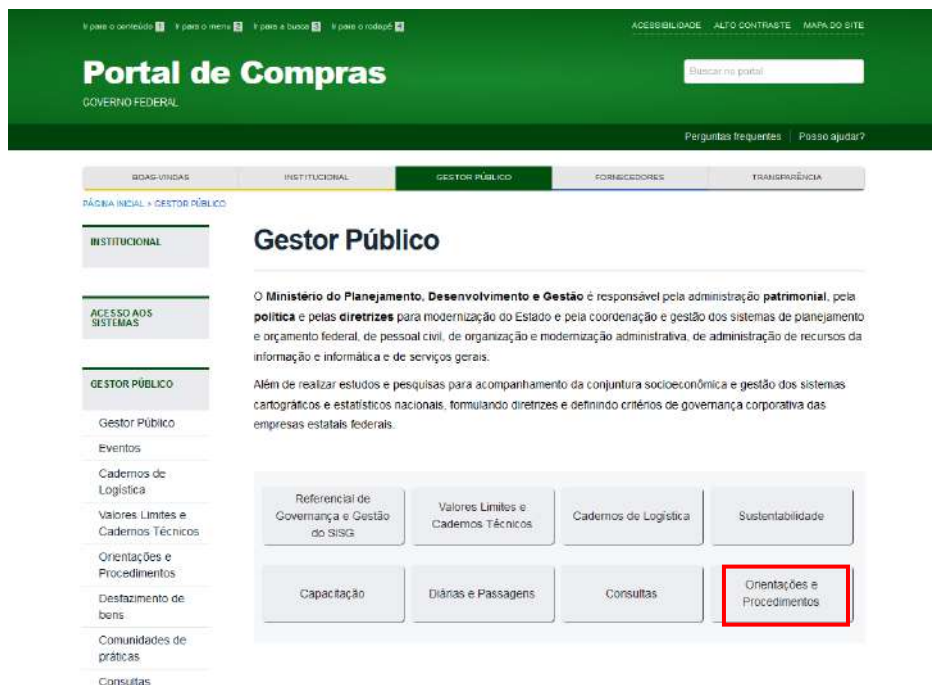 Ir para o conteúdo 1 Ir para o menu 2 Ir para a busca 3 Ir para o rodapé 4
ACESSIBILIDADE ALTO CONTRASTE MAPA DO SITE
Portal de Compras
GOVERNO FEDERAL
Buscar no portal
Perguntas frequentes Posso ajudar?
BOAS-VINDAS INSTITUCIONAL GESTOR PÚBLICO FORNECEDORES TRANSPARÊNCIA
PÁGINA INICIAL > GESTOR PÚBLICO
INSTITUCIONAL
ACESSO AOS
SISTEMAS
GESTOR PÚBLICO
Gestor Público
Eventos
Cadernos de
Logística
Valores Limites e
Cadernos Técnicos
Orientações e
Procedimentos
Desfazimento de
bens
Comunidades de
práticas
Consultas
Gestor Público
O Ministério do Planejamento, Desenvolvimento e Gestão é responsável pela administração patrimonial, pela
política e pelas diretrizes para modernização do Estado e pela coordenação e gestão dos sistemas de planejamento
e orçamento federal, de pessoal civil, de organização e modernização administrativa, de administração de recursos da
informação e informática e de serviços gerais.
Além de realizar estudos e pesquisas para acompanhamento da conjuntura socioeconômica e gestão dos sistemas
cartográficos e estatísticos nacionais, formulando diretrizes e definindo critérios de governança corporativa das
empresas estatais federais.
Referencial de
Governança e Gestão
do SISG
Valores Limites e
Cadernos Técnicos
Cadernos de Logística
Sustentabilidade
Capacitação
Diárias e Passagens
Consultas
Orientações e
Procedimentos